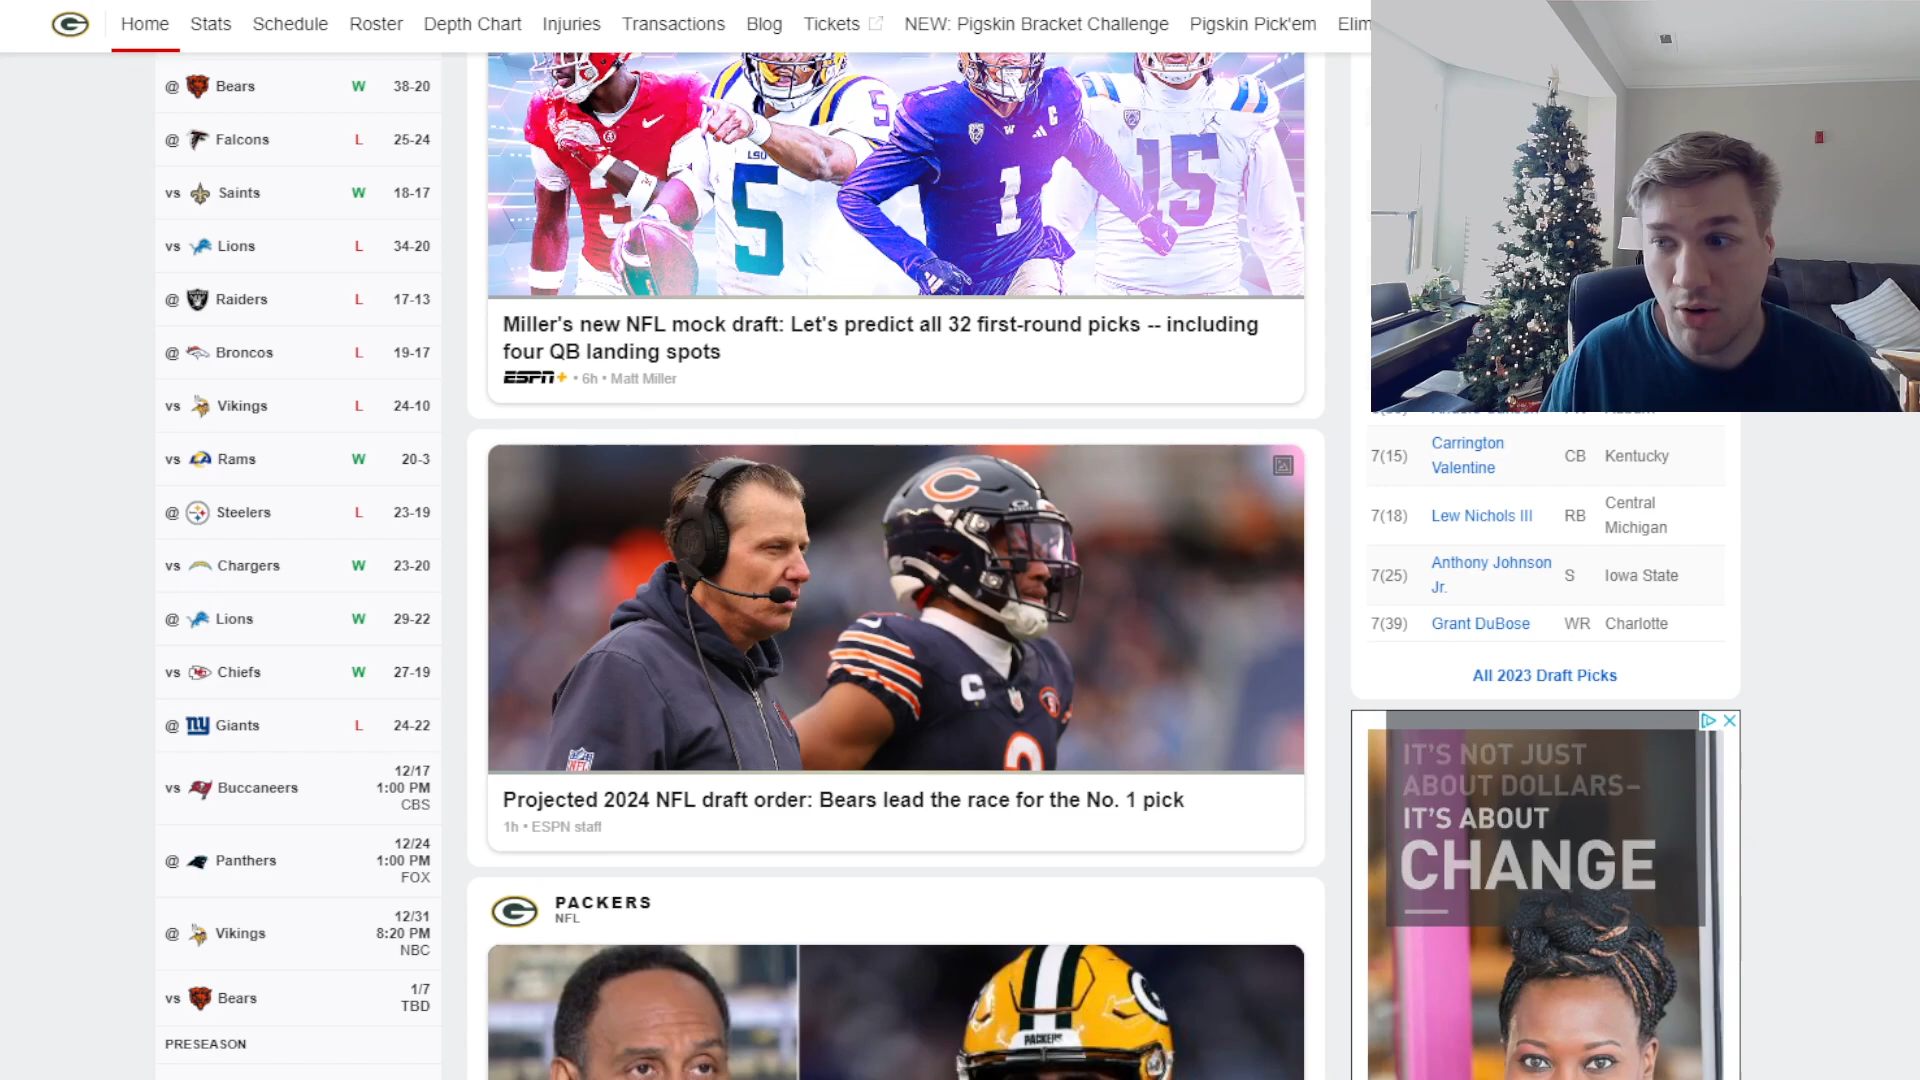 Home Stats Schedule Roster Depth Chart Injuries Transactions Blog Tickets NEW: Pigskin Bracket Challenge Pigskin Pick'em Elim
@ Bears W 38-20
@ Falcons L 25-24
vs Saints W 18-17
vs Lions L 34-20
@ Raiders L 17-13
@ Broncos L 19-17
vs Vikings L 24-10
vs Rams W 20-3
@ Steelers L 23-19
vs Chargers W 23-20
@ Lions W 29-22
vs Chiefs W 27-19
@ Giants L 24-22
vs Buccaneers 12/17
1:00 PM
CBS
@ Panthers 12/24
1:00 PM
FOX
@ Vikings 12/31
8:20 PM
NBC
vs Bears 1/7
TBD
PRESEASON
LSU
5
5
3
W
C
1
15
Miller's new NFL mock draft: Let's predict all 32 first-round picks -- including
four QB landing spots
ESPN+ • 6h • Matt Miller
C
Projected 2024 NFL draft order: Bears lead the race for the No. 1 pick
1h • ESPN staff
PACKERS
NFL
PACKERS
7(15) Carrington Valentine CB Kentucky
7(18) Lew Nichols III RB Central Michigan
7(25) Anthony Johnson Jr. S Iowa State
7(39) Grant DuBose WR Charlotte
All 2023 Draft Picks
IT'S NOT JUST
ABOUT DOLLARS–
IT'S ABOUT
CHANGE